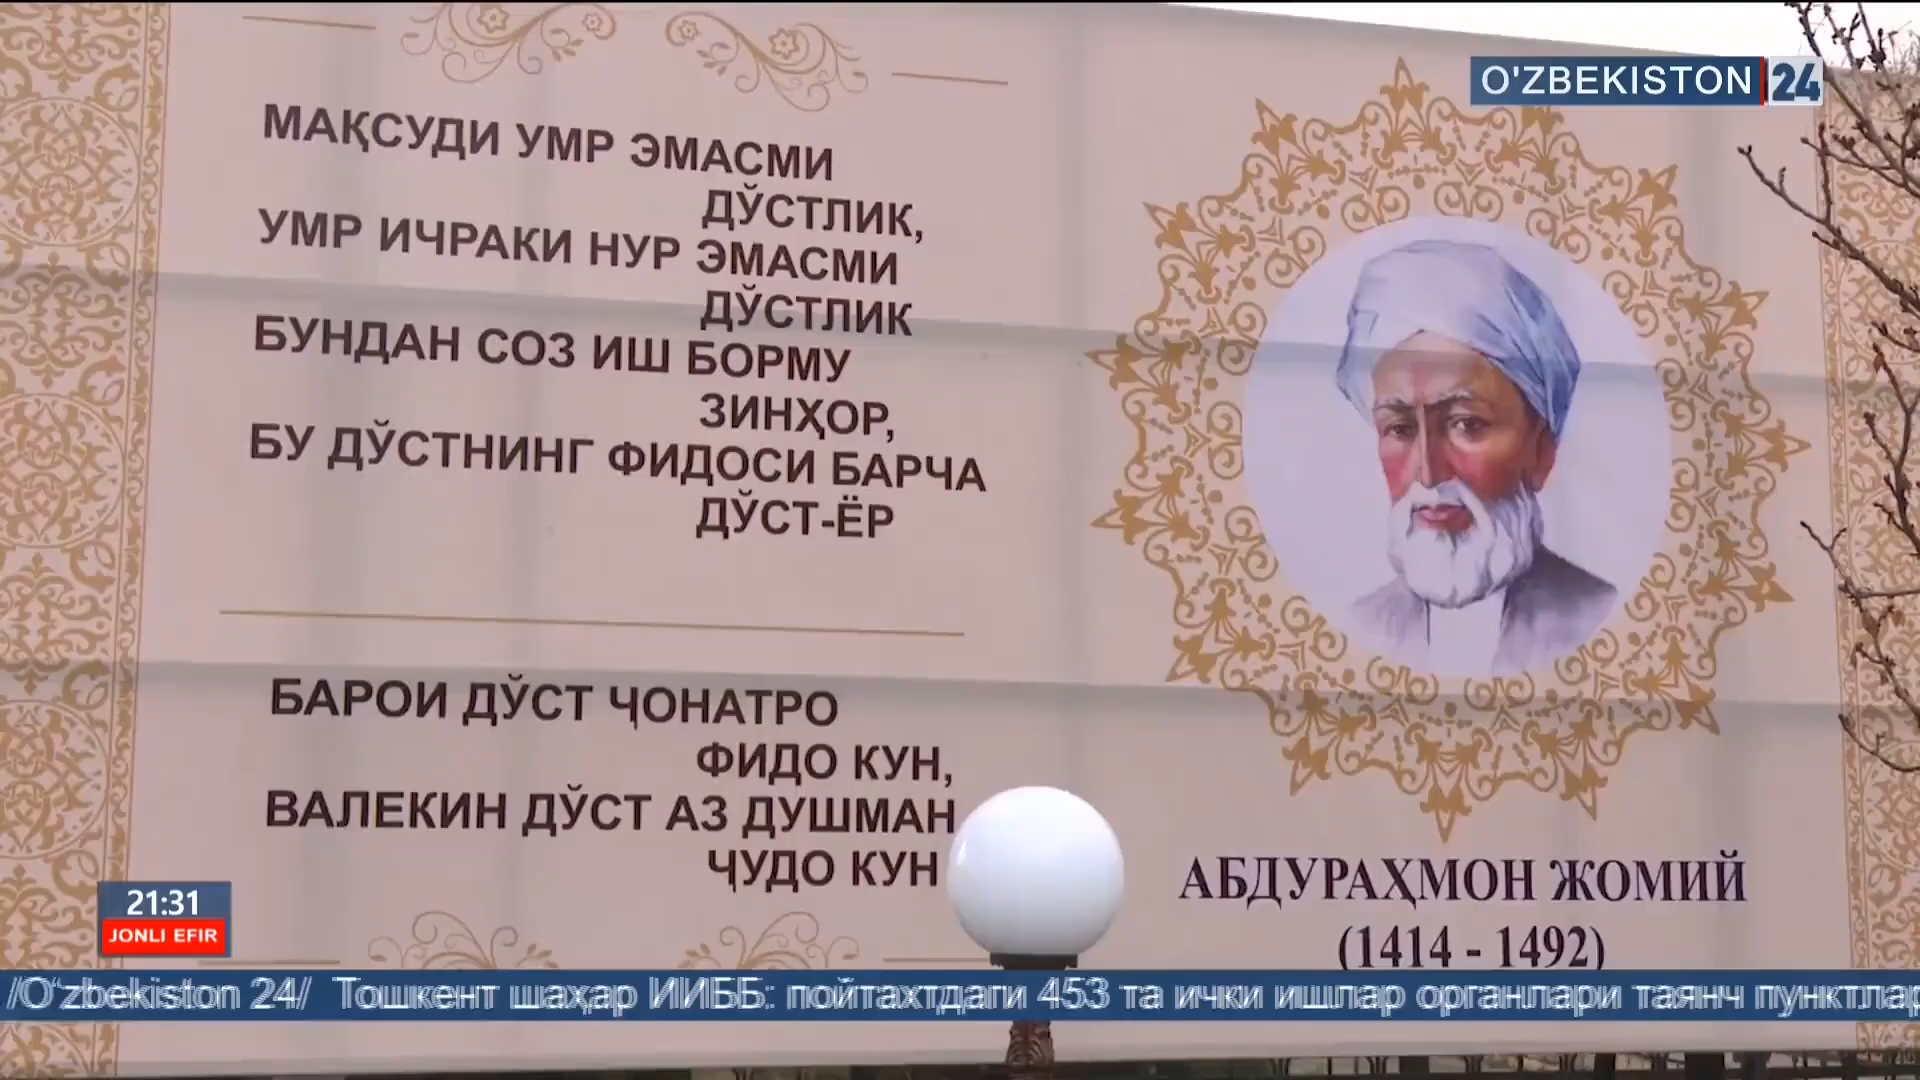 O'ZBEKISTON 24
МАҚСУДИ УМР ЭМАСМИ
ДЎСТЛИК,
УМР ИЧРАКИ НУР ЭМАСМИ
ДЎСТЛИК
БУНДАН СОЗ ИШ БОРМУ
ЗИНҲОР,
БУ ДЎСТНИНГ ФИДОСИ БАРЧА
ДЎСТ-ЁР
БАРОИ ДЎСТ ҶОНАТРО
ФИДО КУН,
ВАЛЕКИН ДЎСТ АЗ ДУШМАН
ҶУДО КУН
АБДУРАҲМОН ЖОМИЙ
(1414 - 1492)
21:31
JONLI EFIR
//O‘zbekiston 24// Тошкент шаҳар ИИББ: пойтахтдаги 453 та ички ишлар органлари таянч пунктлар